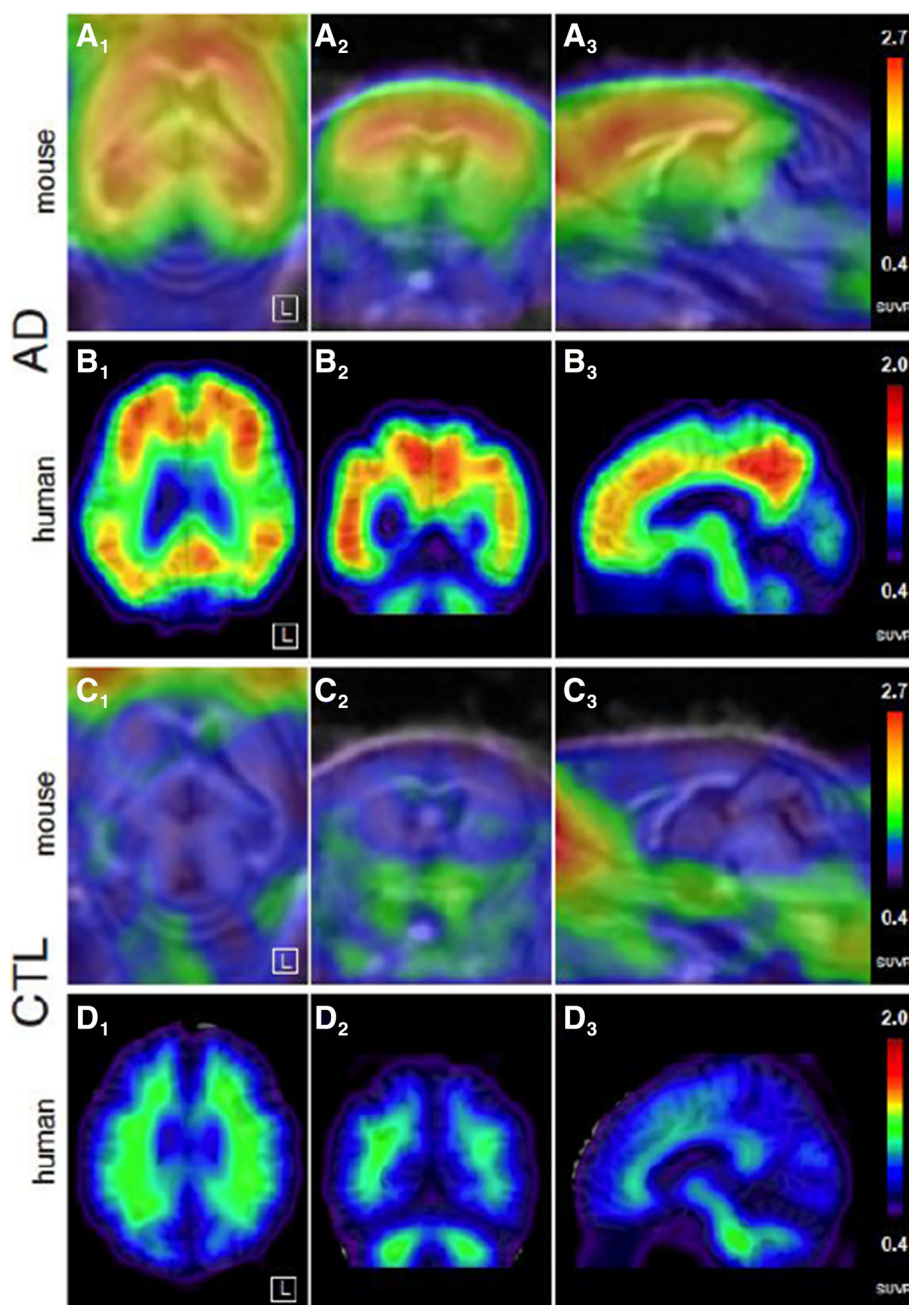 A1
A2
A3
2.7
0.4
SUVR
L
mouse
AD
B1
B2
B3
2.0
0.4
SUVR
L
human
C1
C2
C3
2.7
0.4
SUVR
L
mouse
CTL
D1
D2
D3
2.0
0.4
SUVR
L
human